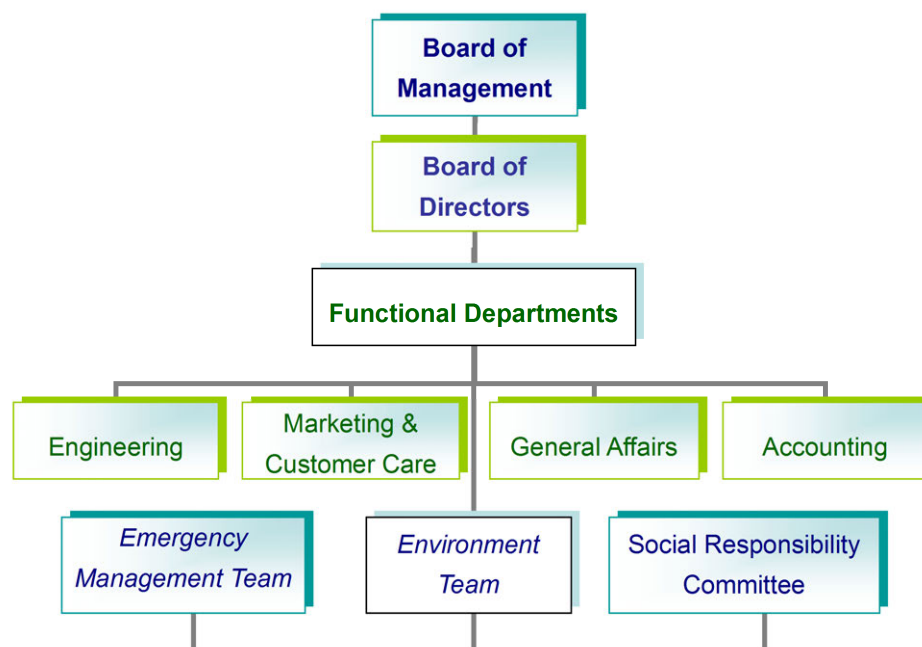 Board of
Management
Board of
Directors
Functional Departments
Engineering
Marketing &
Customer Care
General Affairs
Accounting
Emergency
Management Team
Environment
Team
Social Responsibility
Committee